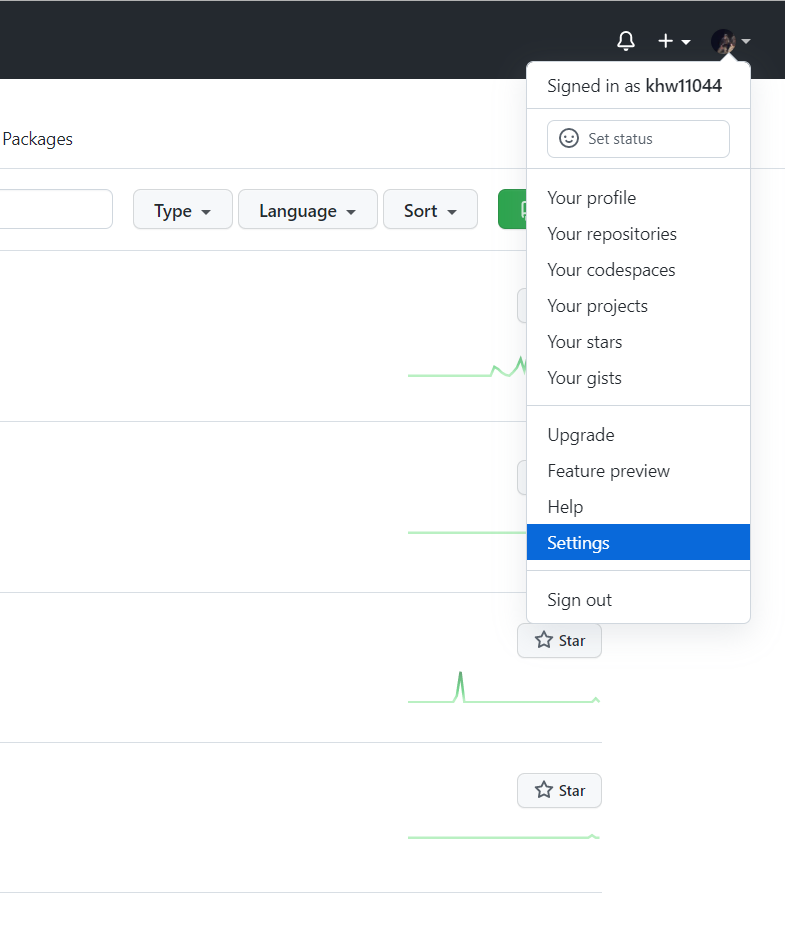 Signed in as khw11044
Set status
Packages
Type
Language
Sort
Your profile
Your repositories
Your codespaces
Your projects
Your stars
Your gists
Upgrade
Feature preview
Help
Settings
Sign out
Star
Star